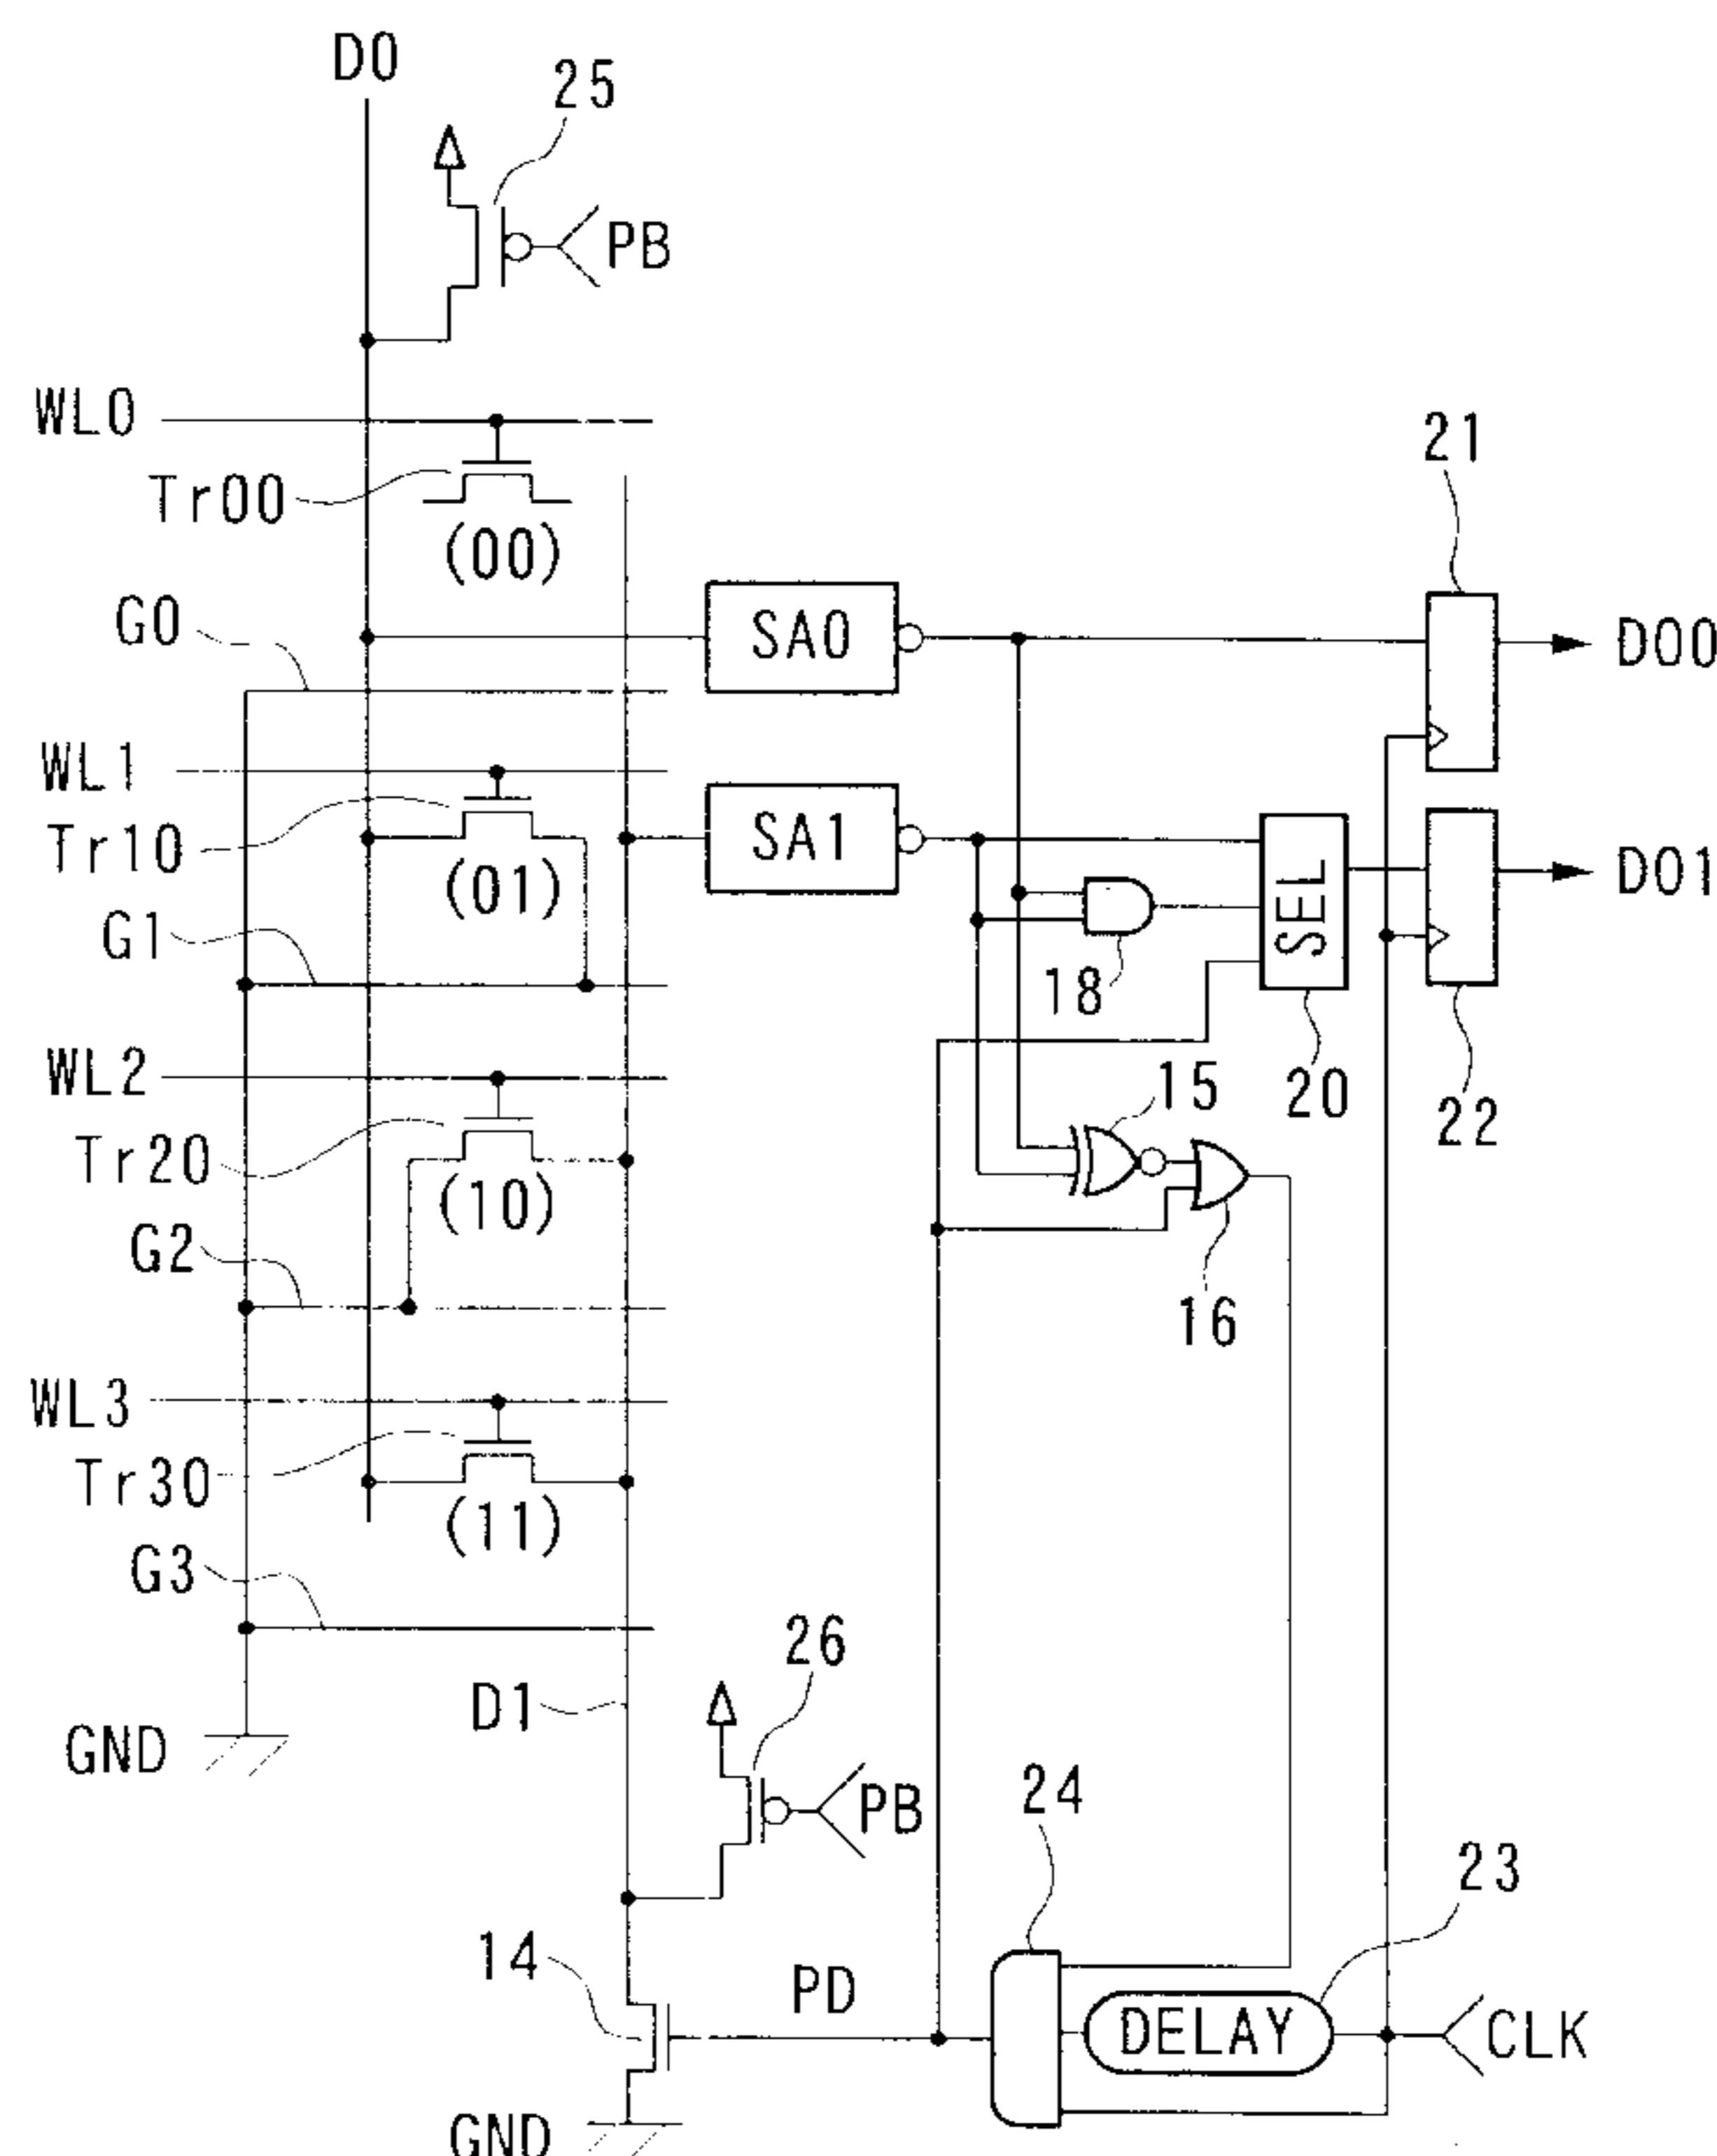 D0
25
PB
WL0
Tr00
(00)
21
G0
SA0
D00
WL1
Tr10
(01)
SA1
SEL
D01
G1
18
WL2
15
20
22
Tr20
(10)
G2
16
WL3
Tr30
(11)
G3
26
D1
GND
24
PB
23
14
PD
DELAY
CLK
GND